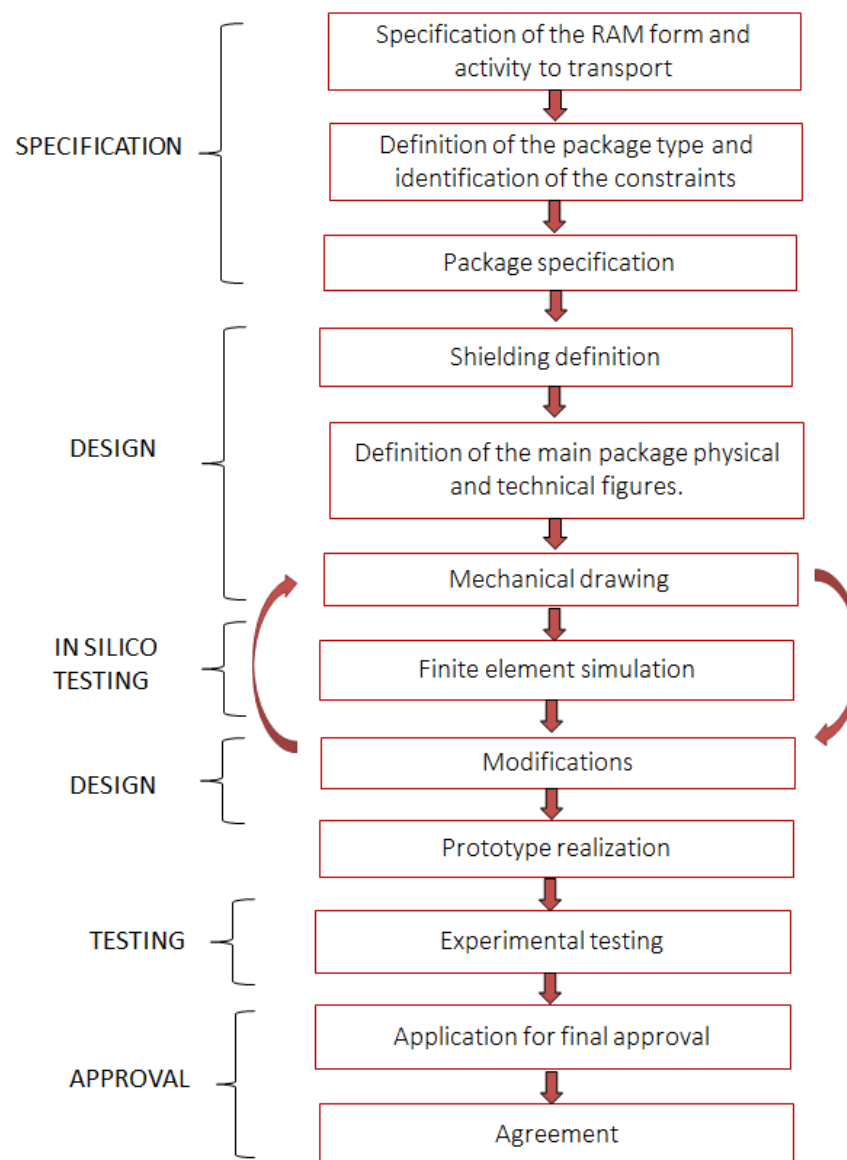 Specification of the RAM form and
activity to transport
SPECIFICATION
Definition of the package type and
identification of the constraints
Package specification
Shielding definition
DESIGN
Definition of the main package physical
and technical figures.
Mechanical drawing
IN SILICO
TESTING
Finite element simulation
Modifications
DESIGN
Prototype realization
TESTING
Experimental testing
Application for final approval
APPROVAL
Agreement